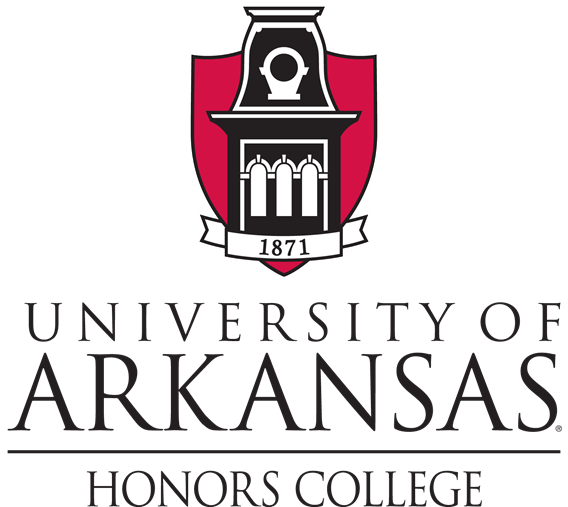 1871
UNIVERSITY OF
ARKANSAS®
HONORS COLLEGE